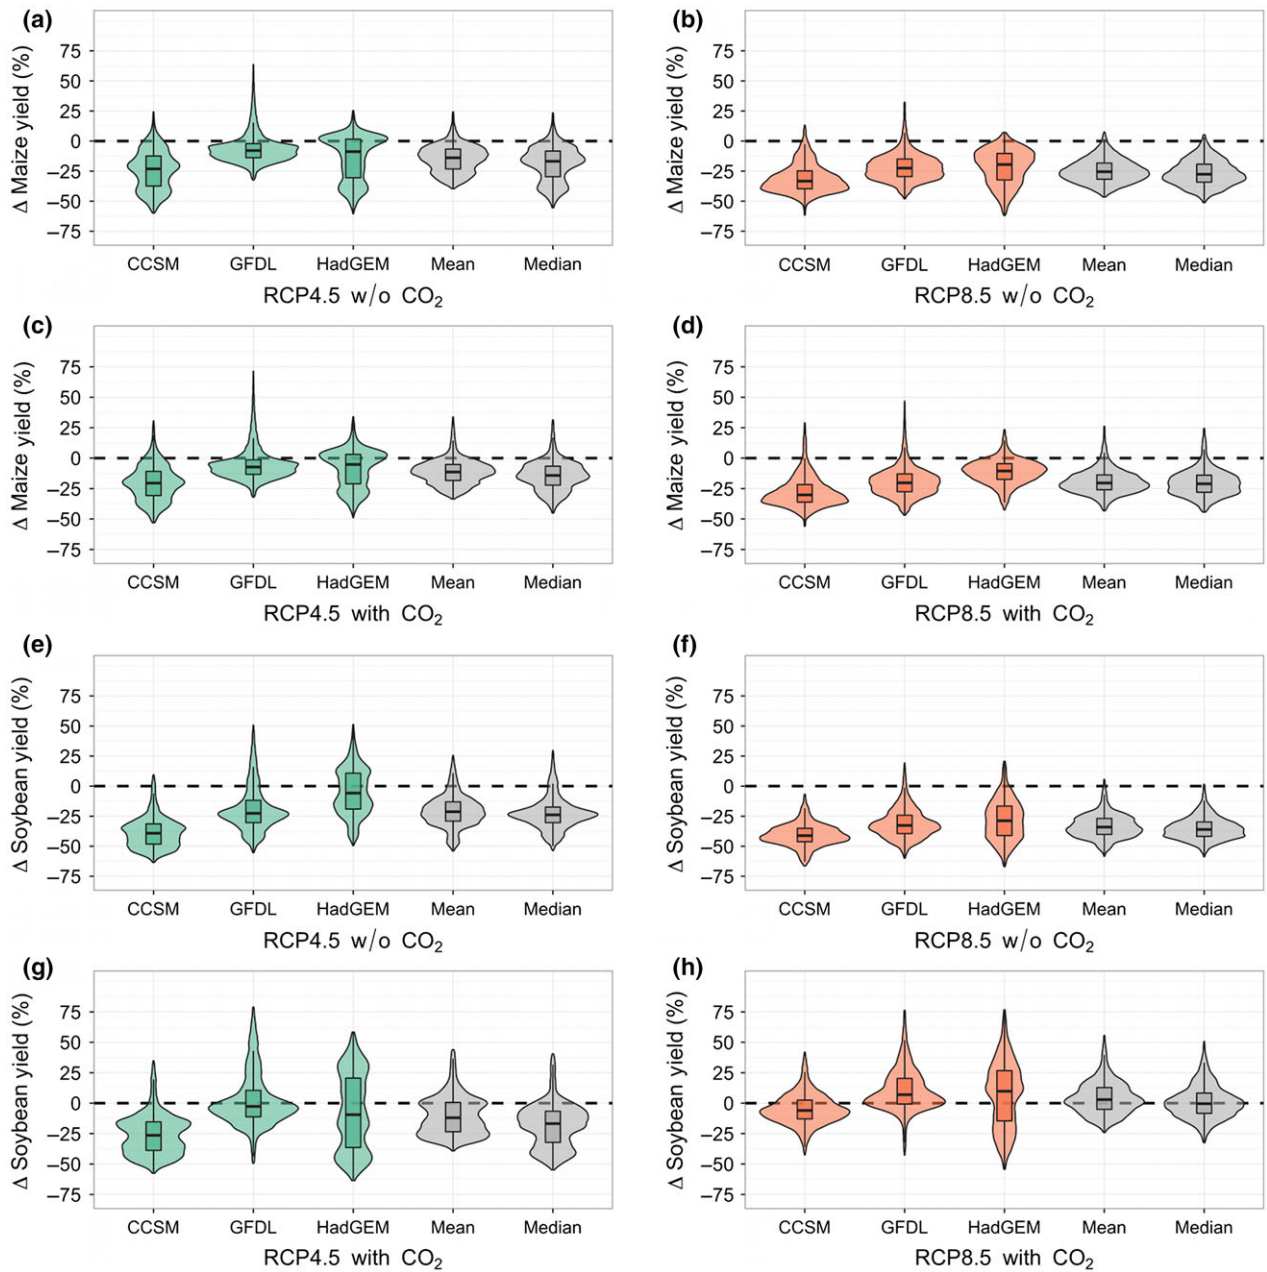 (a)
Δ Maize yield (%)
75
50
25
0
−25
−50
−75
CCSM GFDL HadGEM Mean Median
RCP4.5 w/o CO₂
(b)
Δ Maize yield (%)
75
50
25
0
−25
−50
−75
CCSM GFDL HadGEM Mean Median
RCP8.5 w/o CO₂
(c)
Δ Maize yield (%)
75
50
25
0
−25
−50
−75
CCSM GFDL HadGEM Mean Median
RCP4.5 with CO₂
(d)
Δ Maize yield (%)
75
50
25
0
−25
−50
−75
CCSM GFDL HadGEM Mean Median
RCP8.5 with CO₂
(e)
Δ Soybean yield (%)
75
50
25
0
−25
−50
−75
CCSM GFDL HadGEM Mean Median
RCP4.5 w/o CO₂
(f)
Δ Soybean yield (%)
75
50
25
0
−25
−50
−75
CCSM GFDL HadGEM Mean Median
RCP8.5 w/o CO₂
(g)
Δ Soybean yield (%)
75
50
25
0
−25
−50
−75
CCSM GFDL HadGEM Mean Median
RCP4.5 with CO₂
(h)
Δ Soybean yield (%)
75
50
25
0
−25
−50
−75
CCSM GFDL HadGEM Mean Median
RCP8.5 with CO₂